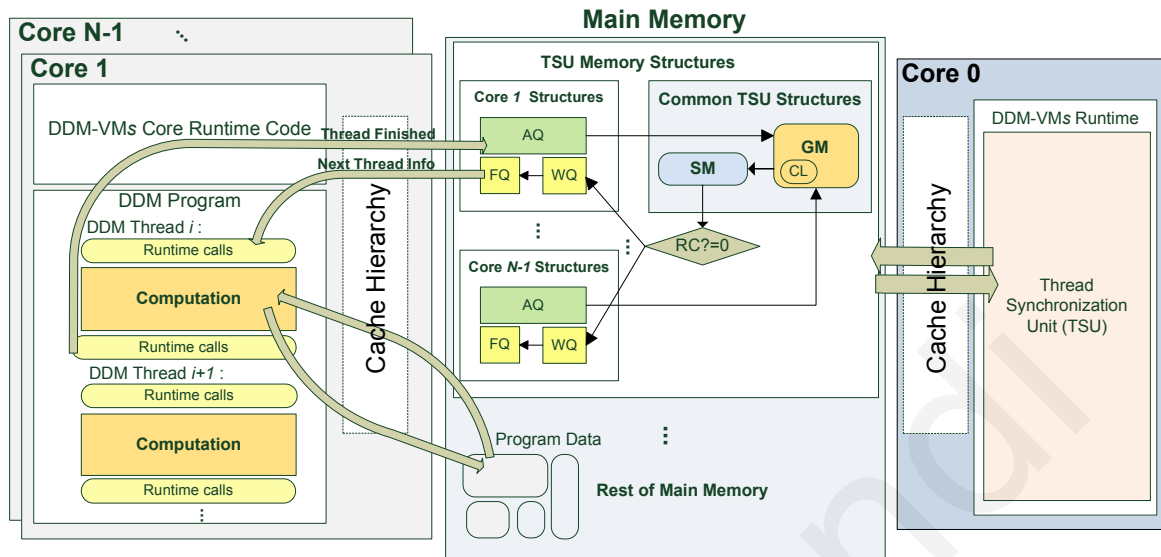 Core N-1
Core 1
DDM-VMs Core Runtime Code
DDM Program
DDM Thread i :
Runtime calls
Computation
Runtime calls
DDM Thread i+1 :
Runtime calls
Computation
Runtime calls
Cache Hierarchy
Thread Finished
Next Thread Info
Main Memory
TSU Memory Structures
Core 1 Structures
AQ
FQ
WQ
Common TSU Structures
GM
CL
SM
RC?=0
Core N-1 Structures
AQ
FQ
WQ
Program Data
Rest of Main Memory
Core 0
Cache Hierarchy
DDM-VMs Runtime
Thread
Synchronization
Unit (TSU)
ndi